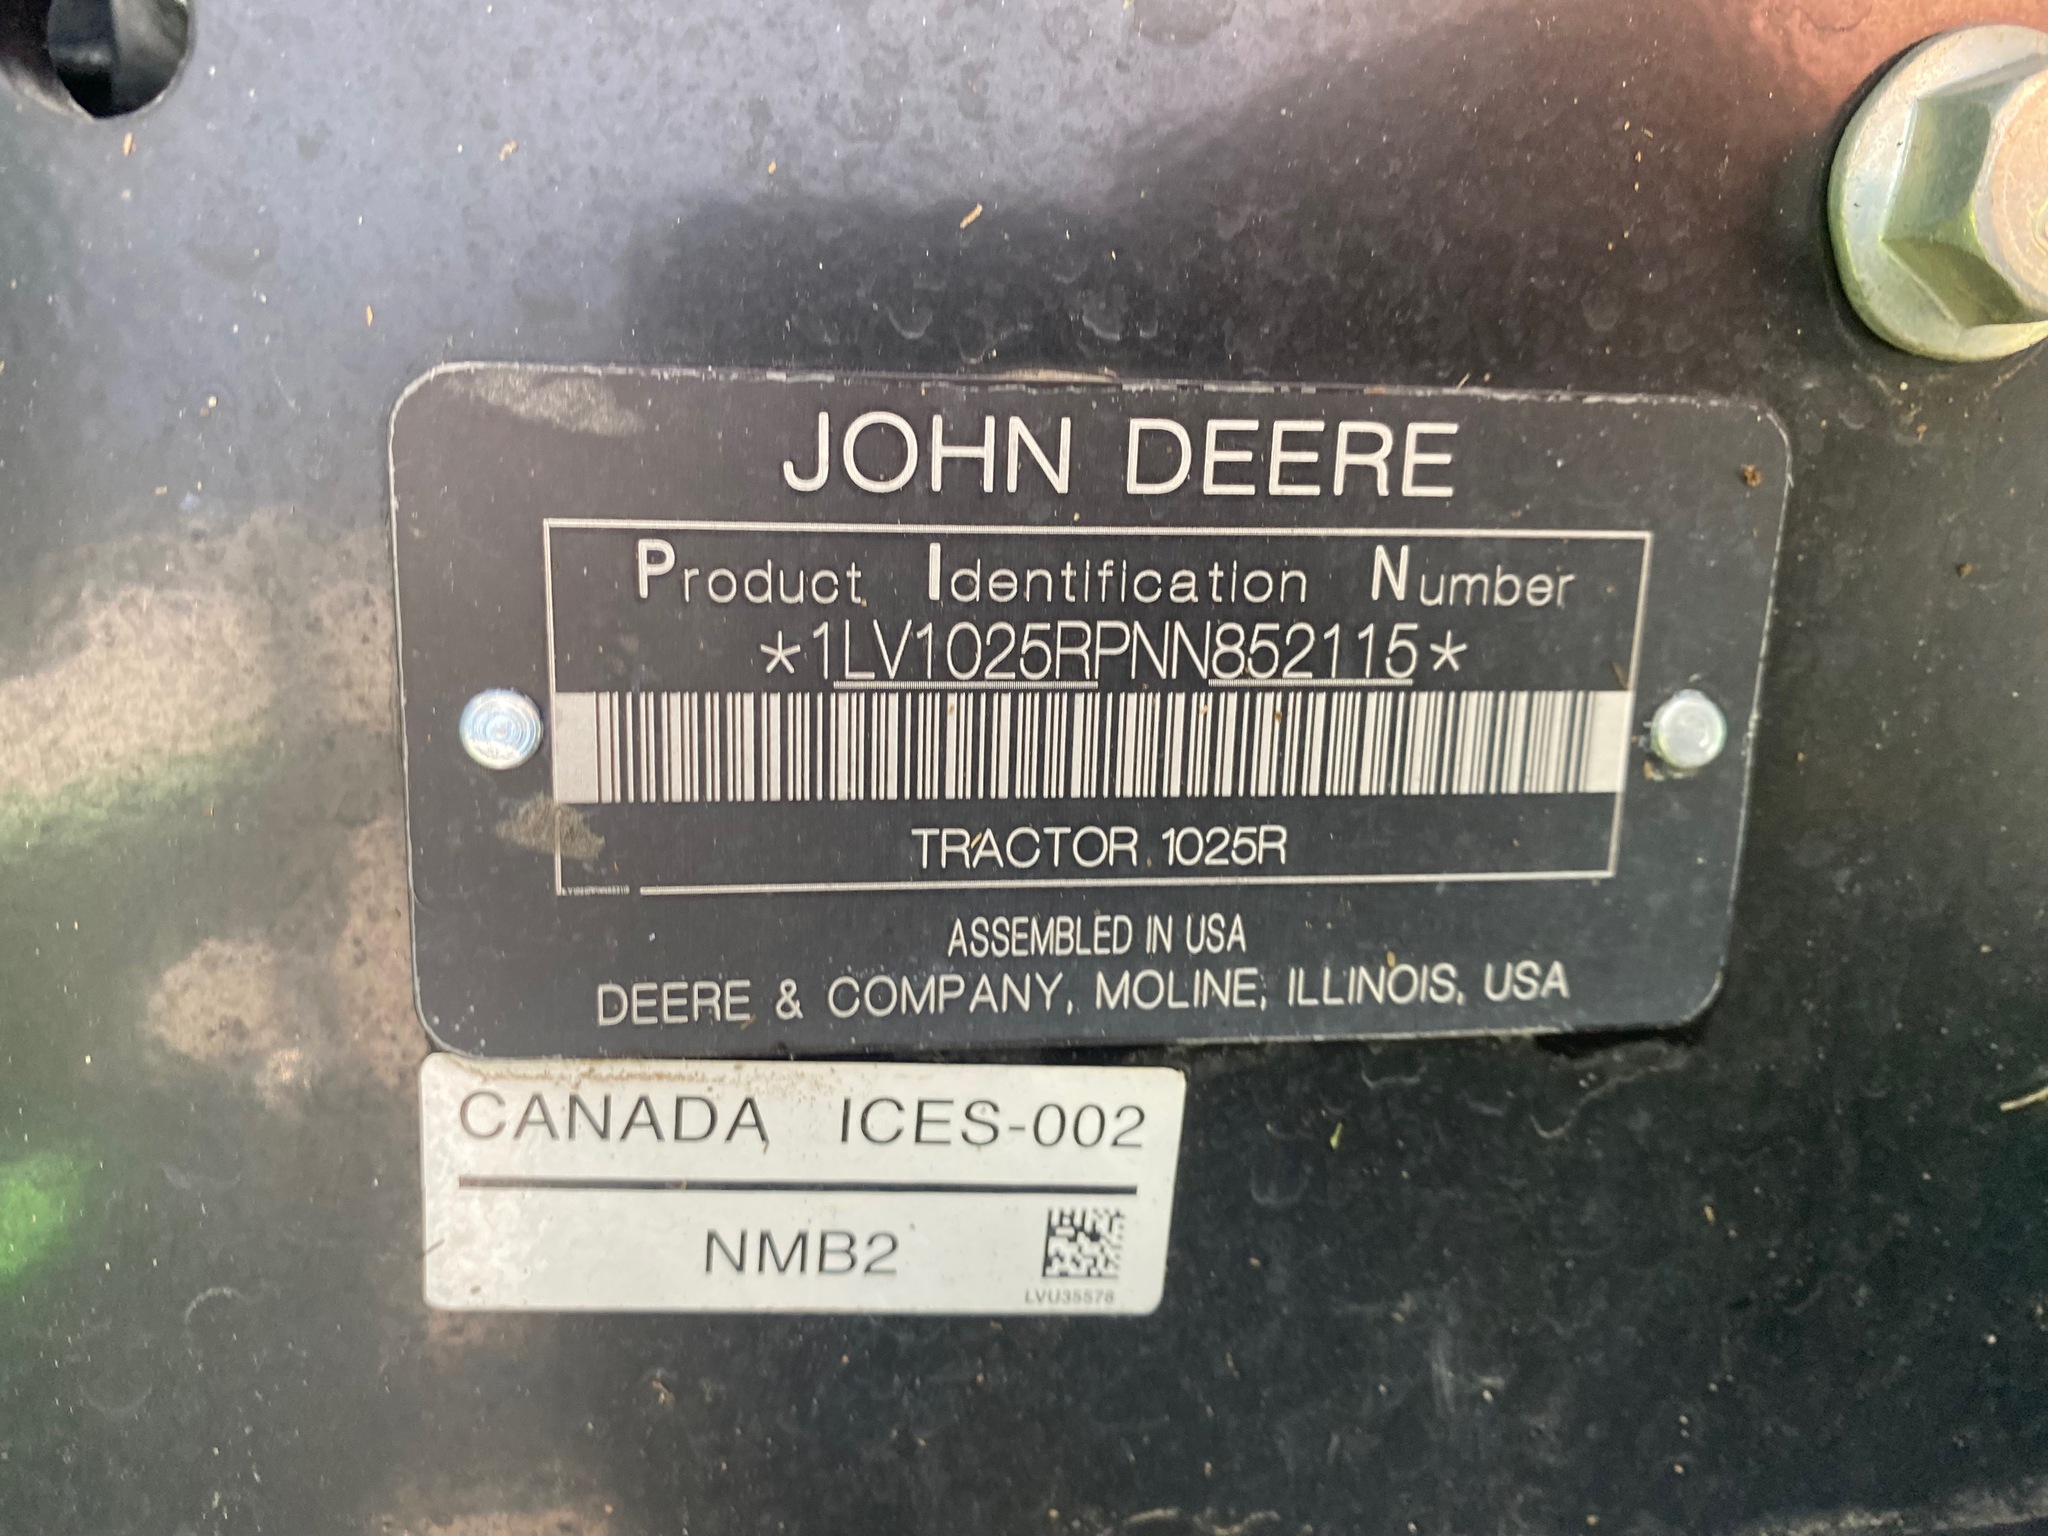 JOHN DEERE
Product Identification Number
*1LV1025RPNN852115*
TRACTOR 1025R
ASSEMBLED IN USA
DEERE & COMPANY, MOLINE, ILLINOIS, USA
CANADA ICES-002
NMB2
LVU35578